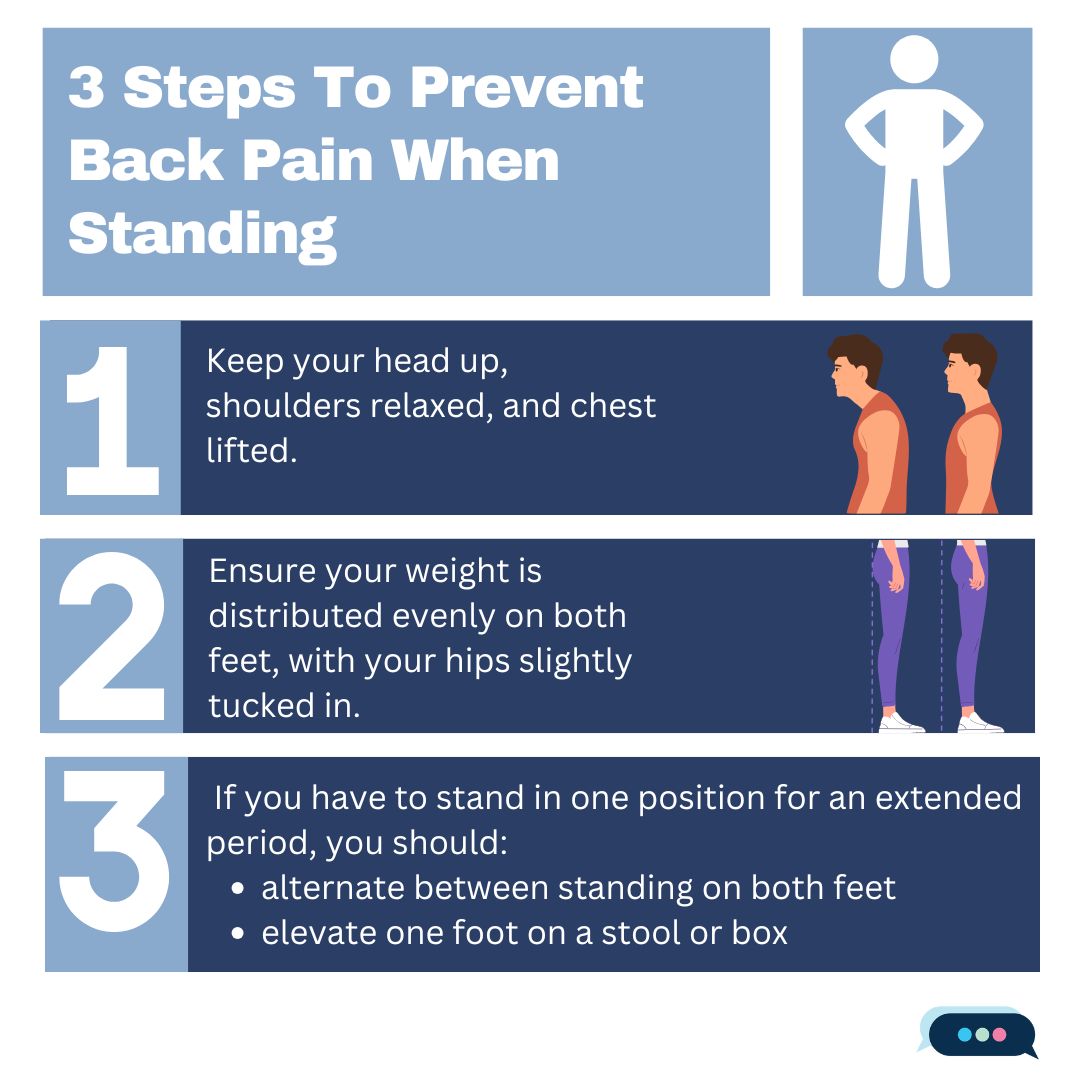 3 Steps To Prevent
Back Pain When
Standing
1
Keep your head up,
shoulders relaxed, and chest
lifted.
2
Ensure your weight is
distributed evenly on both
feet, with your hips slightly
tucked in.
3
If you have to stand in one position for an extended
period, you should:
• alternate between standing on both feet
• elevate one foot on a stool or box